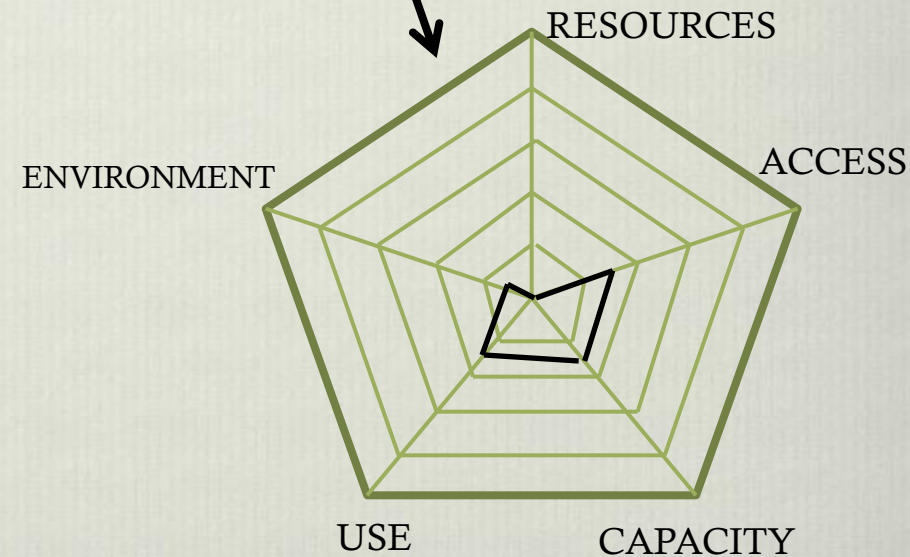 RESOURCES
ACCESS
ENVIRONMENT
USE
CAPACITY